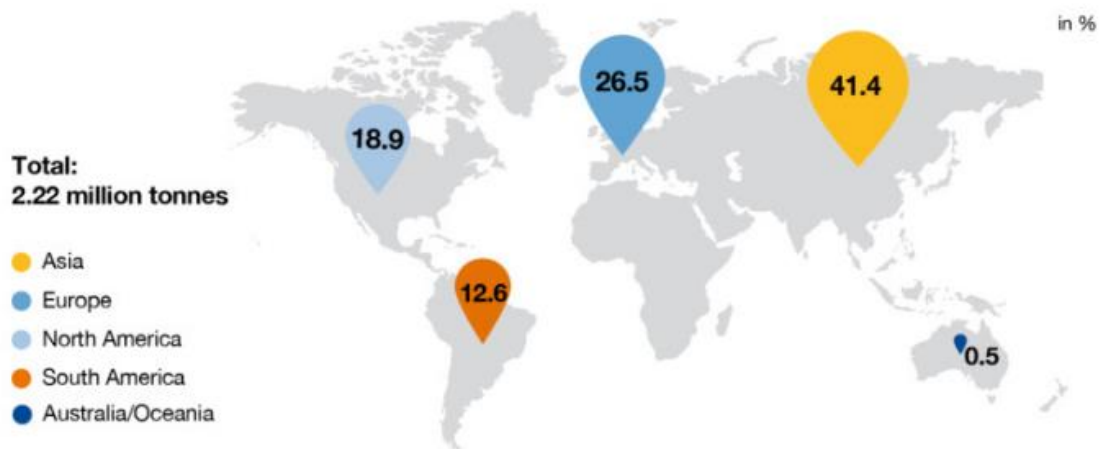 in %
26.5
41.4
18.9
Total:
2.22 million tonnes
Asia
Europe
12.6
North America
South America
0.5
Australia/Oceania